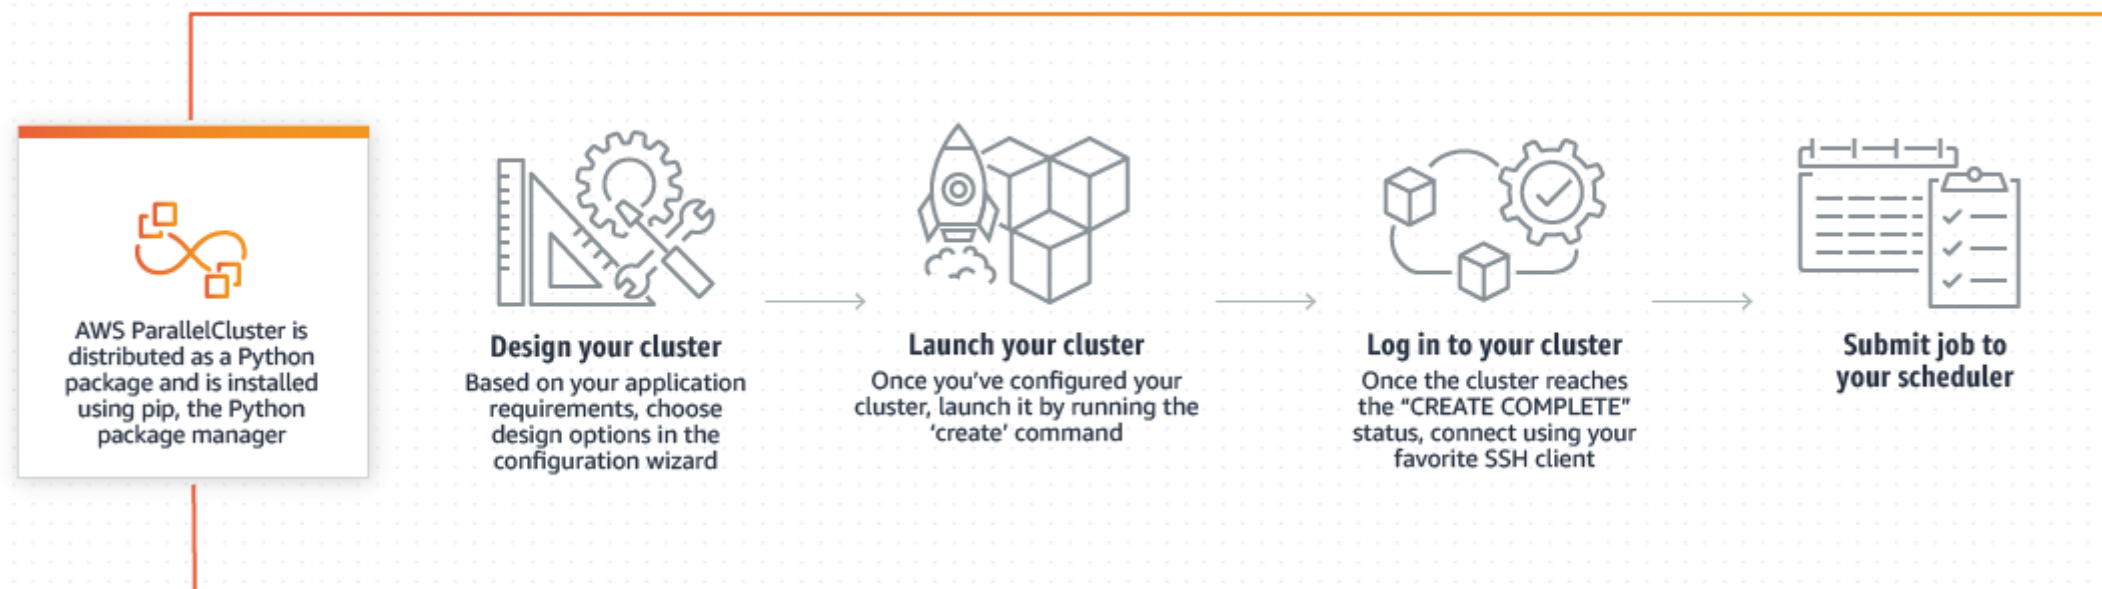 AWS ParallelCluster is
distributed as a Python
package and is installed
using pip, the Python
package manager
Design your cluster
Based on your application
requirements, choose
design options in the
configuration wizard
Launch your cluster
Once you’ve configured your
cluster, launch it by running the
‘create’ command
Log in to your cluster
Once the cluster reaches
the “CREATE COMPLETE”
status, connect using your
favorite SSH client
Submit job to
your scheduler